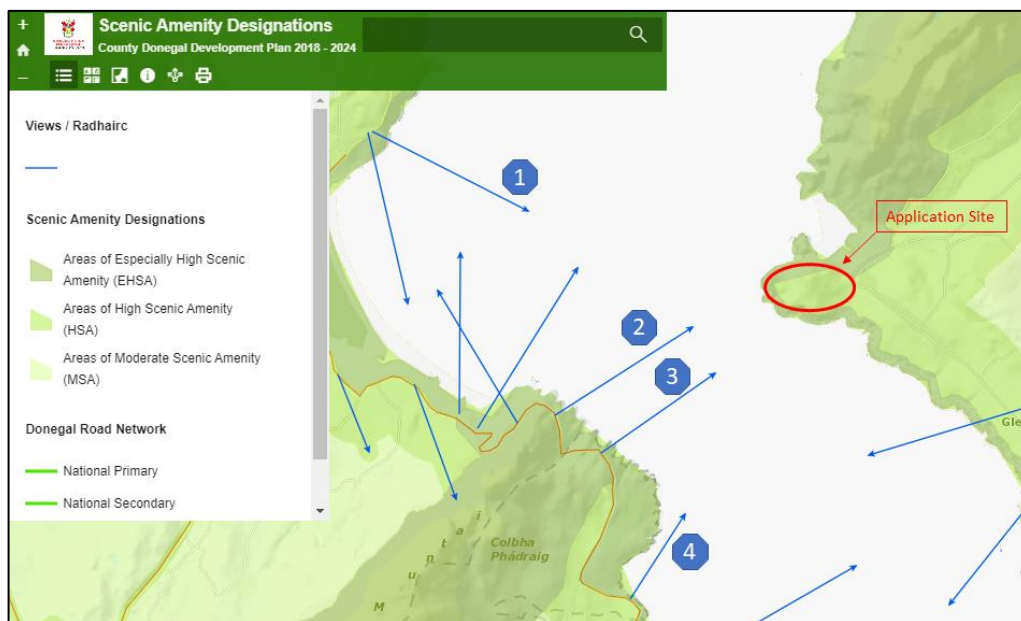 Scenic Amenity Designations
County Donegal Development Plan 2018 - 2024
Views / Radhairc
Scenic Amenity Designations
Areas of Especially High Scenic
Amenity (EHSA)
Areas of High Scenic Amenity
(HSA)
Areas of Moderate Scenic Amenity
(MSA)
Donegal Road Network
National Primary
National Secondary
1
Application Site
2
3
Gle
4
Colbha
Phádraig
M u n t a i